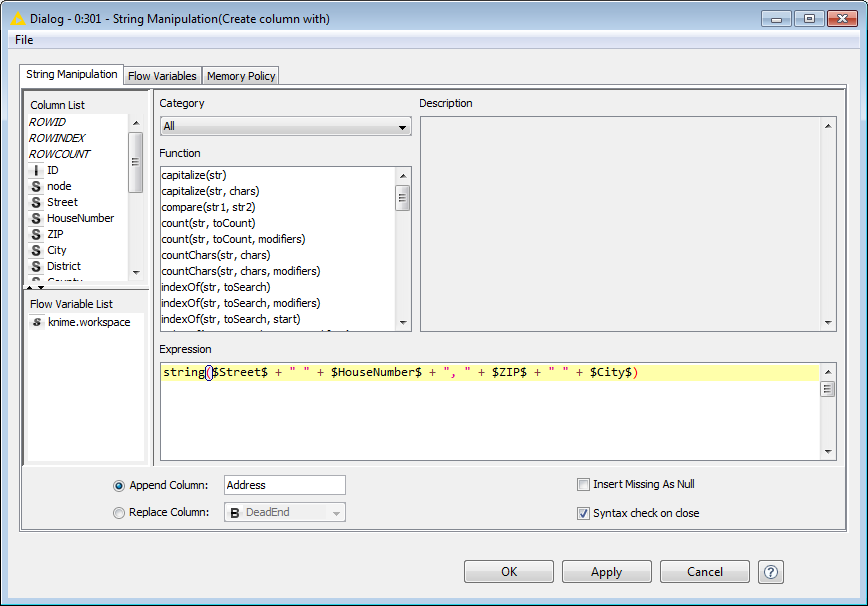 Dialog - 0:301 - String Manipulation(Create column with)
File
String Manipulation
Flow Variables
Memory Policy
Column List
ROWID
ROWINDEX
ROWCOUNT
I ID
S node
S Street
S HouseNumber
S ZIP
S City
S District
Flow Variable List
s knime.workspace
Category
All
Function
capitalize(str)
capitalize(str, chars)
compare(str1, str2)
count(str, toCount)
count(str, toCount, modifiers)
countChars(str, chars)
countChars(str, chars, modifiers)
indexOf(str, toSearch)
indexOf(str, toSearch, modifiers)
indexOf(str, toSearch, start)
Description
Expression
string($Street$ + " " + $HouseNumber$ + ", " + $ZIP$ + " " + $City$)
Append Column: Address
Insert Missing As Null
Replace Column: B DeadEnd
Syntax check on close
OK
Apply
Cancel
?